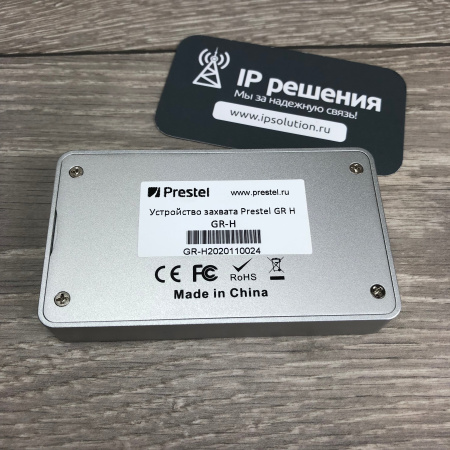 IP решения
Мы за надежную связь!
www.ipsolution.ru
Prestel www.prestel.ru
Устройство захвата Prestel GR H
GR-H
GR-H2020110024
CE FC RoHS
Made in China